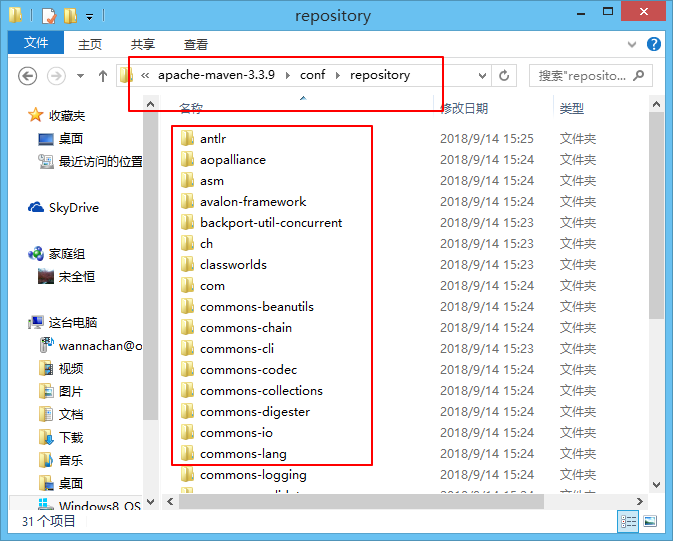 repository
文件
主页
共享
查看
« apache-maven-3.3.9 conf repository
搜索"reposito...
名称 修改日期 类型
收藏夹
桌面
最近访问的位置
SkyDrive
家庭组
宋全恒
这台电脑
wannachan@o
视频
图片
文档
下载
音乐
桌面
Windows8_OS
antlr 2018/9/14 15:25 文件夹
aopalliance 2018/9/14 15:24 文件夹
asm 2018/9/14 15:24 文件夹
avalon-framework 2018/9/14 15:24 文件夹
backport-util-concurrent 2018/9/14 15:23 文件夹
ch 2018/9/14 15:23 文件夹
classworlds 2018/9/14 15:23 文件夹
com 2018/9/14 15:24 文件夹
commons-beanutils 2018/9/14 15:24 文件夹
commons-chain 2018/9/14 15:24 文件夹
commons-cli 2018/9/14 15:23 文件夹
commons-codec 2018/9/14 15:24 文件夹
commons-collections 2018/9/14 15:24 文件夹
commons-digester 2018/9/14 15:24 文件夹
commons-io 2018/9/14 15:24 文件夹
commons-lang 2018/9/14 15:24 文件夹
commons-logging 2018/9/14 15:24 文件夹
31 个项目